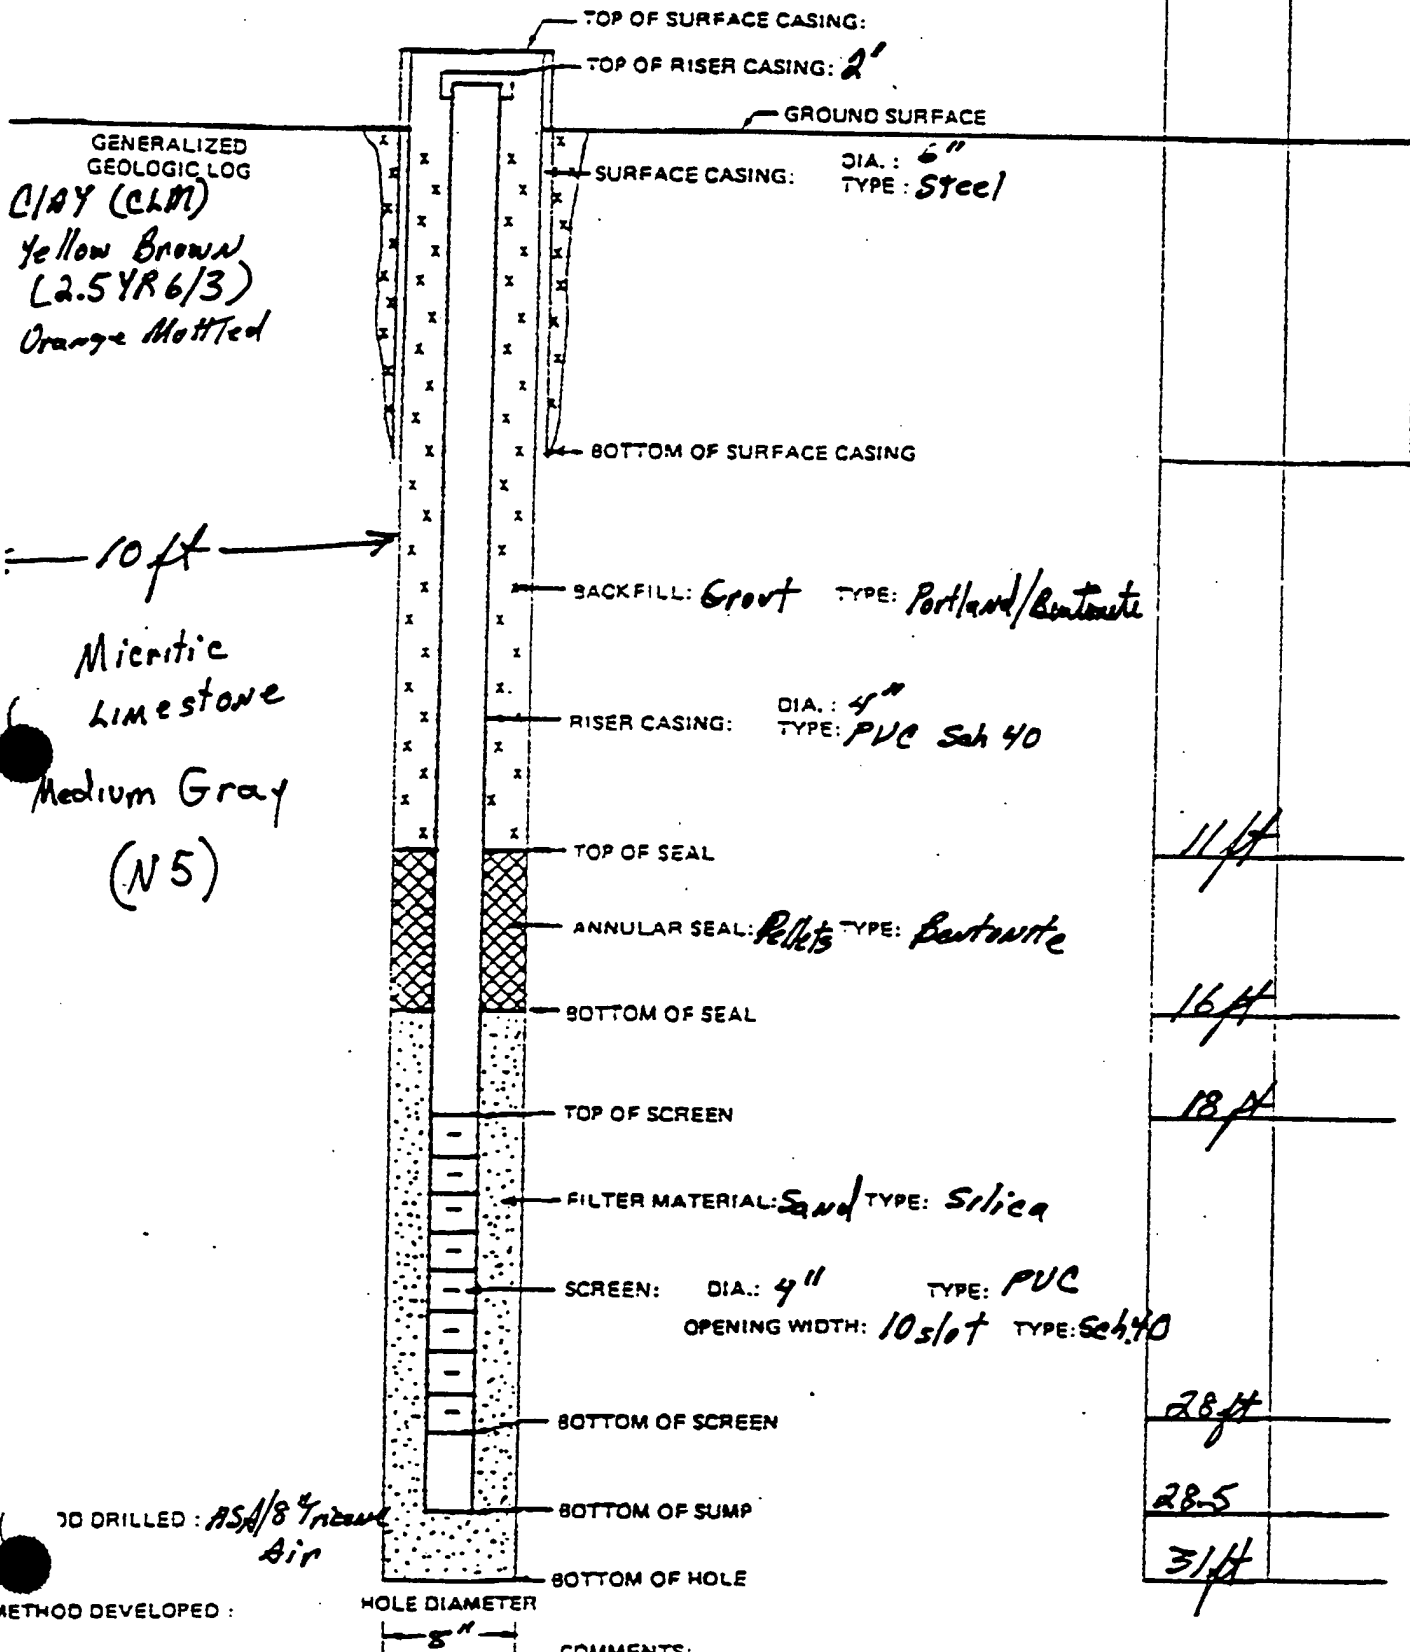 TOP OF SURFACE CASING:
TOP OF RISER CASING: 2"
GROUND SURFACE
GENERALIZED
GEOLOGIC LOG
CLAY (CLM)
Yellow Brown
(2.5 YR 6/3)
Orange Mottled
SURFACE CASING: DIA.: 6"
TYPE: Steel
BOTTOM OF SURFACE CASING
10 ft
BACKFILL: Grout TYPE: Portland/Bentonite
Micritic
Limestone
RISER CASING: DIA.: 4"
TYPE: PVC Sch 40
Medium Gray
(N5)
TOP OF SEAL 11 ft
ANNULAR SEAL: Pellets TYPE: Bentonite
BOTTOM OF SEAL 16 ft
TOP OF SCREEN 18 ft
FILTER MATERIAL: Sand TYPE: Silica
SCREEN: DIA.: 4" TYPE: PVC
OPENING WIDTH: 10 slot TYPE: Sch. 40
BOTTOM OF SCREEN 28 ft
BOTTOM OF SUMP 28.5
OD DRILLED: /8"
Air
BOTTOM OF HOLE 31 ft
METHOD DEVELOPED:
HOLE DIAMETER
8"
COMMENTS: